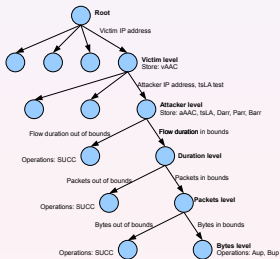 Root
Victim IP address
Victim level
Store: vAAC
Attacker IP address, tsLA test
Attacker level
Store: aAAC, tsLA, Darr, Parr, Barr
Flow duration out of bounds
Flow duration in bounds
Operations: SUCC
Duration level
Packets out of bounds
Packets in bounds
Operations: SUCC
Packets level
Bytes out of bounds
Bytes in bounds
Operations: SUCC
Bytes level
Operations: Aup, Bup